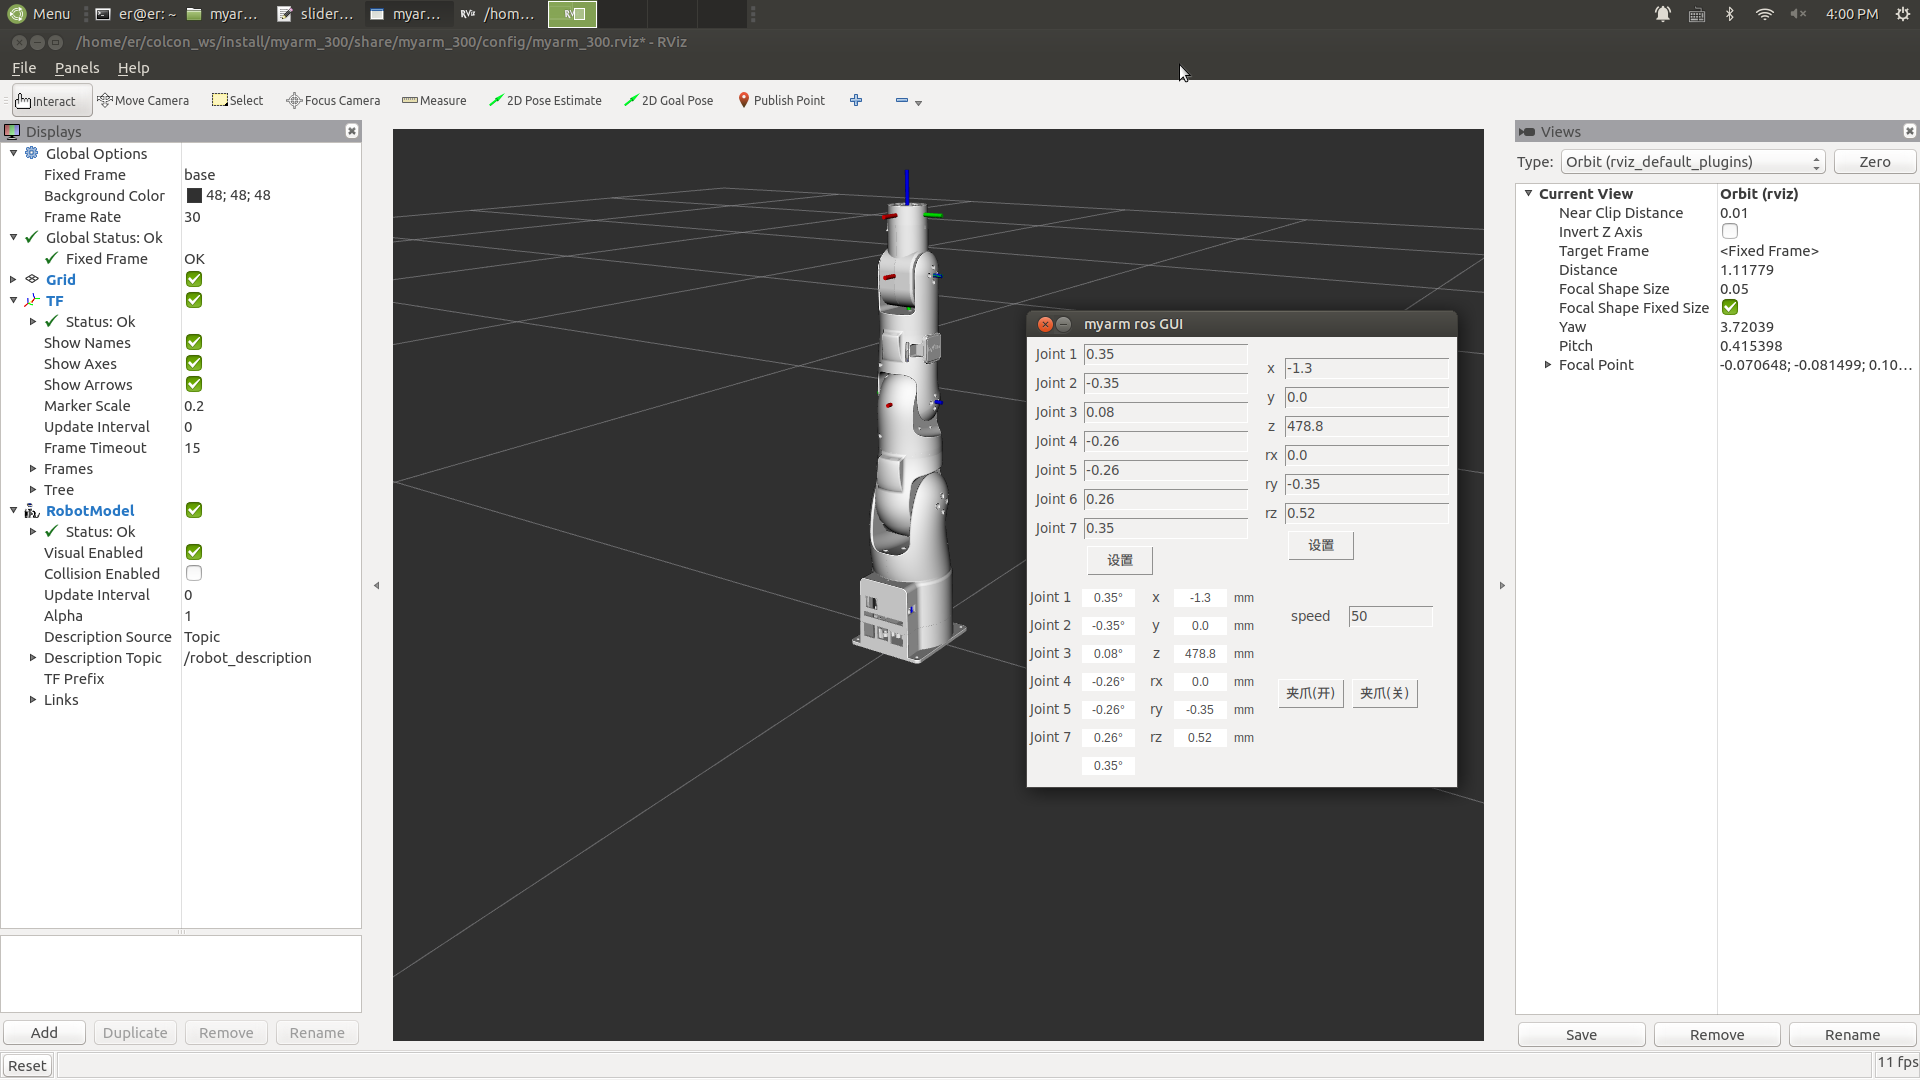 Menu er@er: ~ myar... slider... myar... RViz /hom... RV 4:00 PM
/home/er/colcon_ws/install/myarm_300/share/myarm_300/config/myarm_300.rviz* - RViz
File Panels Help
Interact Move Camera Select Focus Camera Measure 2D Pose Estimate 2D Goal Pose Publish Point
Displays
Global Options
Fixed Frame base
Background Color 48; 48; 48
Frame Rate 30
Global Status: Ok
Fixed Frame OK
Grid
TF
Status: Ok
Show Names
Show Axes
Show Arrows
Marker Scale 0.2
Update Interval 0
Frame Timeout 15
Frames
Tree
RobotModel
Status: Ok
Visual Enabled
Collision Enabled
Update Interval 0
Alpha 1
Description Source Topic
Description Topic /robot_description
TF Prefix
Links
Add Duplicate Remove Rename
Reset
myarm ros GUI
Joint 1 0.35
Joint 2 -0.35
Joint 3 0.08
Joint 4 -0.26
Joint 5 -0.26
Joint 6 0.26
Joint 7 0.35
设置
x -1.3
y 0.0
z 478.8
rx 0.0
ry -0.35
rz 0.52
设置
Joint 1 0.35° x -1.3 mm
Joint 2 -0.35° y 0.0 mm
Joint 3 0.08° z 478.8 mm
Joint 4 -0.26° rx 0.0 mm
Joint 5 -0.26° ry -0.35 mm
Joint 7 0.26° rz 0.52 mm
0.35°
speed 50
夹爪(开) 夹爪(关)
Views
Type: Orbit (rviz_default_plugins) Zero
Current View Orbit (rviz)
Near Clip Distance 0.01
Invert Z Axis
Target Frame <Fixed Frame>
Distance 1.11779
Focal Shape Size 0.05
Focal Shape Fixed Size
Yaw 3.72039
Pitch 0.415398
Focal Point -0.070648; -0.081499; 0.10...
Save Remove Rename
11 fps